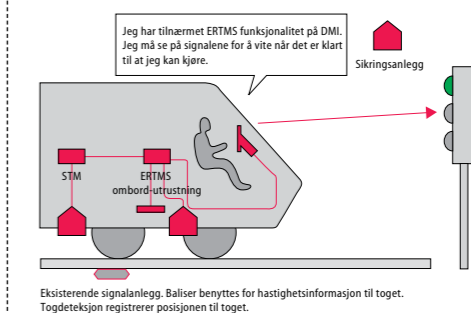 Jeg har tilnærmet ERTMS funksjonalitet på DMI.
Jeg må se på signalene for å vite når det er klart
til at jeg kan kjøre.
Sikringsanlegg
STM
ERTMS
ombord-utrustning
Eksisterende signalanlegg. Baliser benyttes for hastighetsinformasjon til toget.
Togdeteksjon registrerer posisjonen til toget.